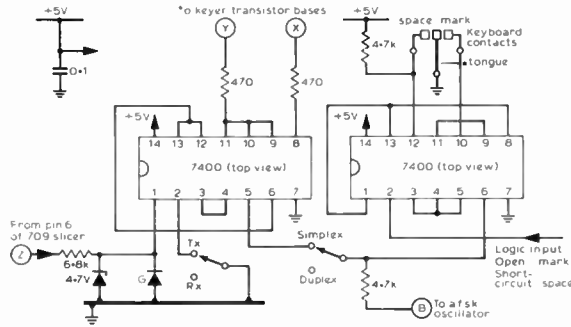 +5V
0·1
"o keyer transistor bases
Y
X
470
470
+5V
4·7k
space mark
Keyboard
contacts
tongue
+5V
14 13 12 11 10 9 8
7400 (top view)
1 2 3 4 5 6 7
+5V
14 13 12 11 10 9 8
7400 (top view)
1 2 3 4 5 6 7
From pin 6
of 709 slicer
Z
6·8k
4·7V
G
Tx
Rx
Simplex
Duplex
4·7k
B
To afsk
oscillator
Logic input
Open mark
Short-
circuit space